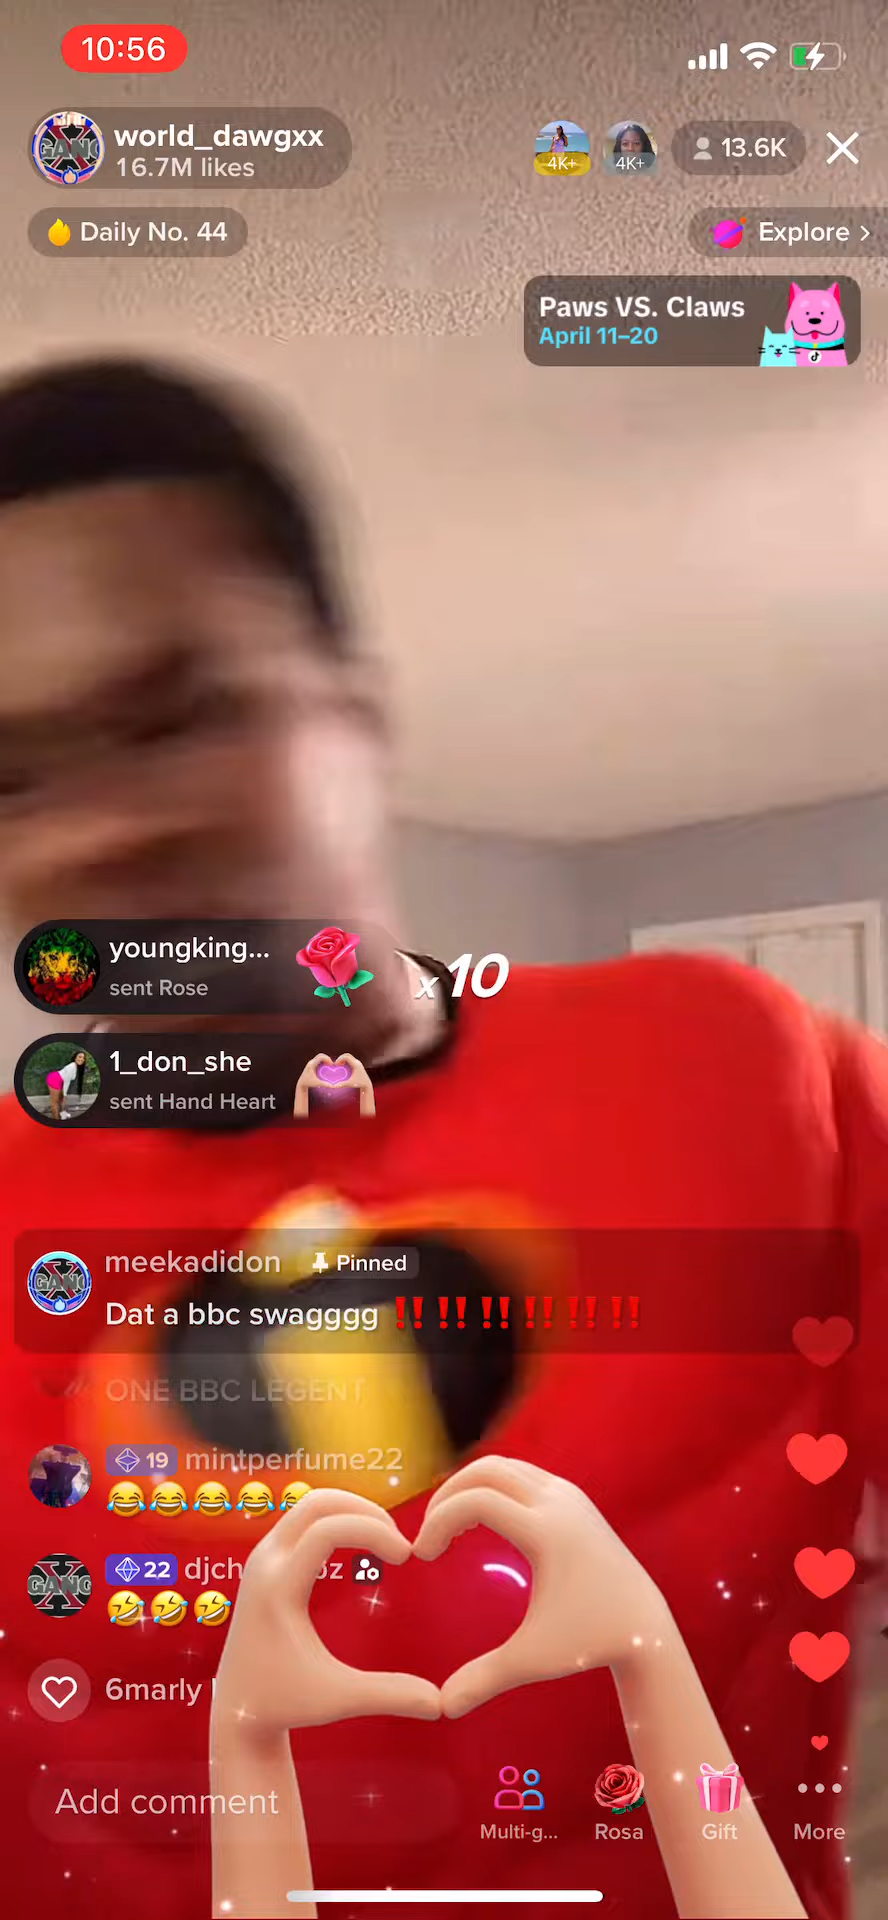 10:56
world_dawgxx
16.7M likes
4K+
4K+
13.6K
Daily No. 44
Explore >
Paws VS. Claws
April 11–20
youngking...
sent Rose
x10
1_don_she
sent Hand Heart
meekadidon Pinned
Dat a bbc swagggg ‼️‼️‼️‼️‼️‼️
ONE BBC LEGENT
19 mintperfume22
😂😂😂😂😂
22 djch
🤣🤣🤣
6marly
Add comment
Multi-g...
Rosa
Gift
More